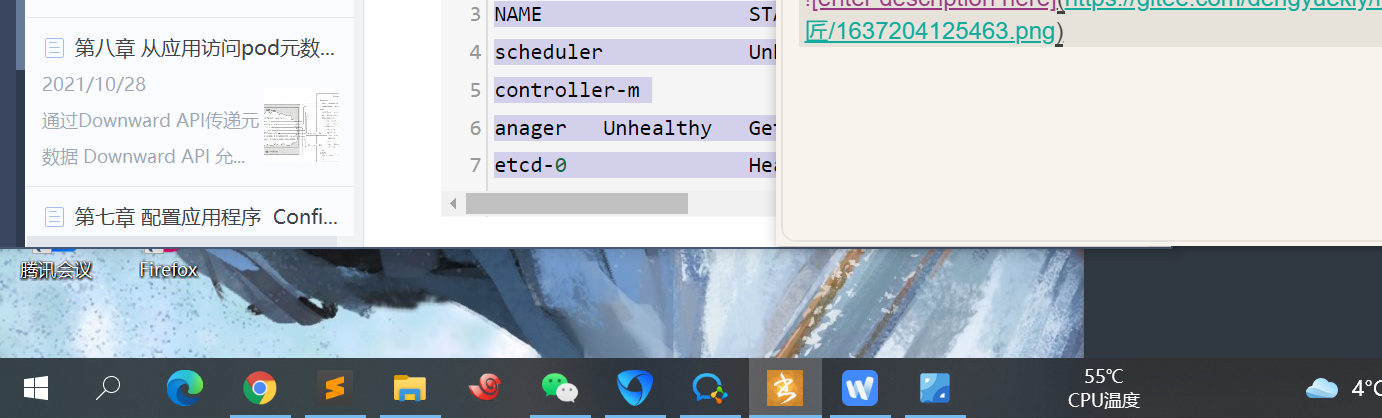 第八章 从应用访问pod元数...
2021/10/28
通过Downward API传递元
数据 Downward API 允...
第七章 配置应用程序 Confi...
3 NAME STA
4 scheduler Unh
5 controller-m
6 anager Unhealthy Get
7 etcd-0 Hea
![enter description here](https://gitee.com/dengyuekly/
匠/1637204125463.png)
腾讯会议
Firefox
55℃
CPU温度
4°C